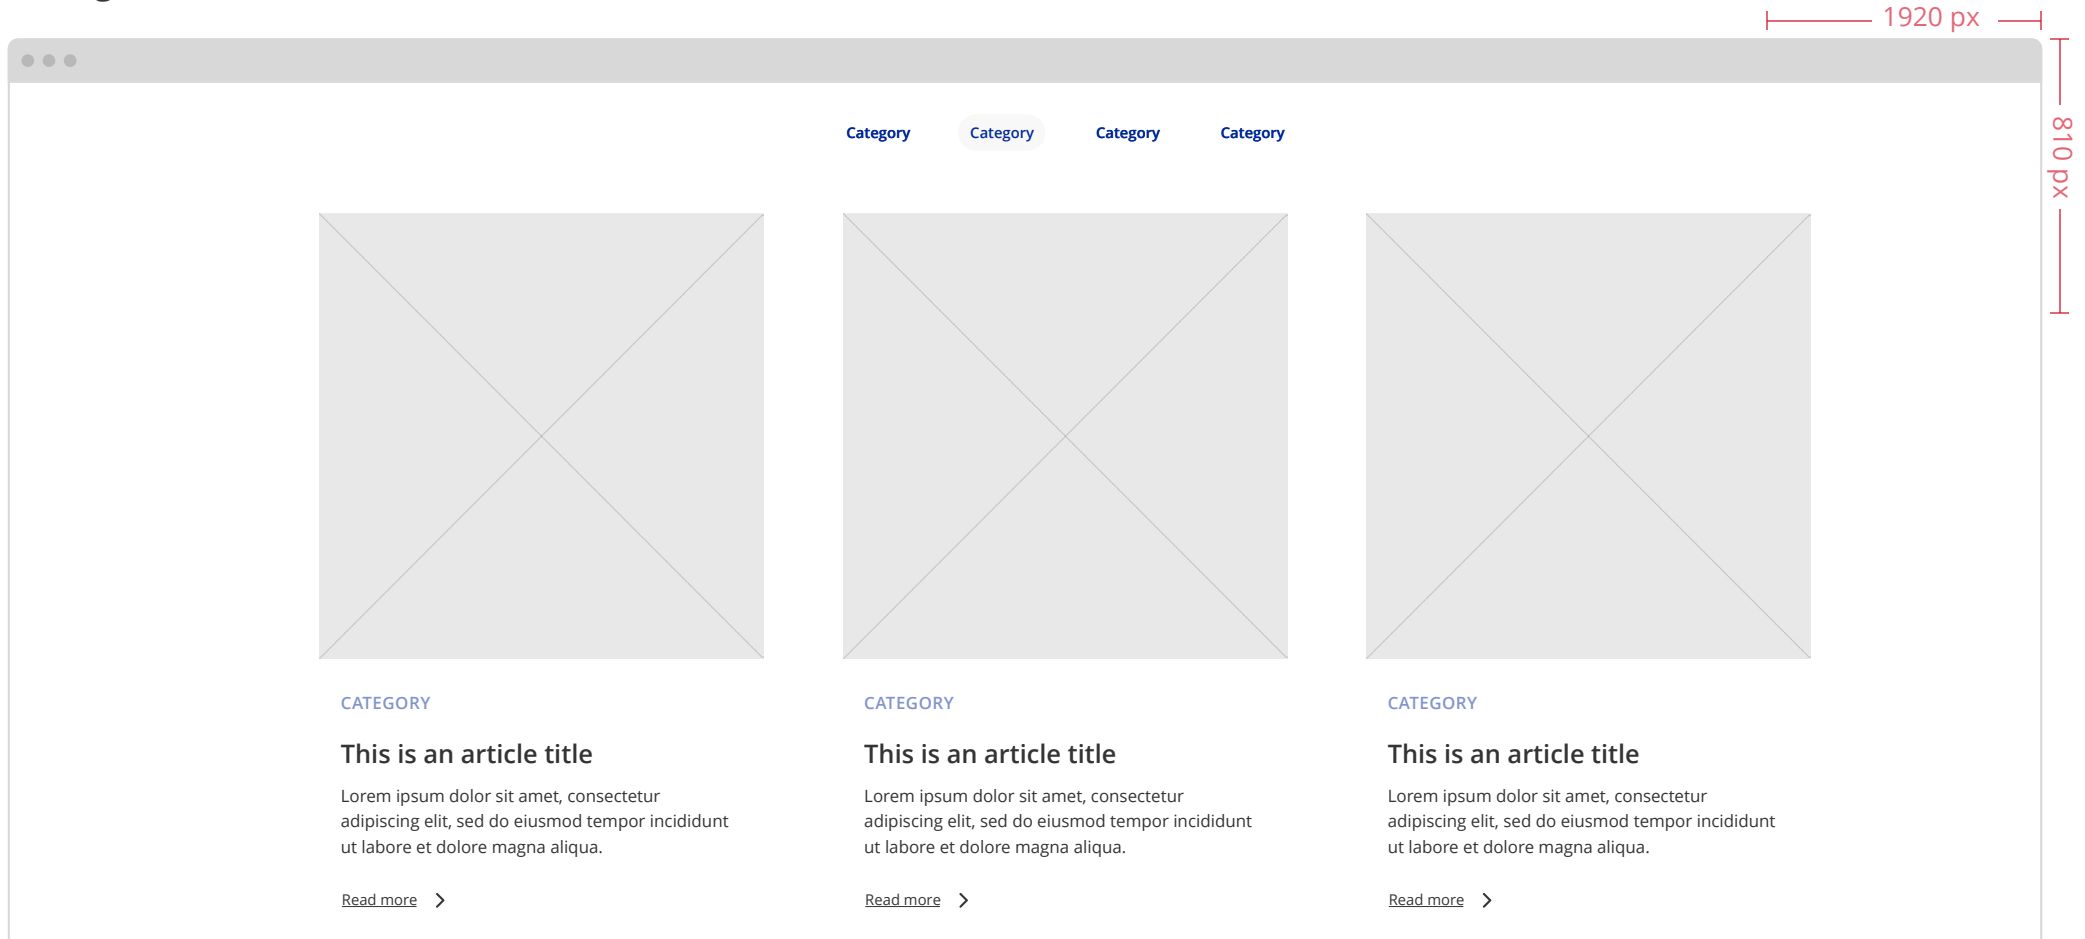 1920 px
810 px
Category Category Category Category
CATEGORY
This is an article title
Lorem ipsum dolor sit amet, consectetur
adipiscing elit, sed do eiusmod tempor incididunt
ut labore et dolore magna aliqua.
Read more
CATEGORY
This is an article title
Lorem ipsum dolor sit amet, consectetur
adipiscing elit, sed do eiusmod tempor incididunt
ut labore et dolore magna aliqua.
Read more
CATEGORY
This is an article title
Lorem ipsum dolor sit amet, consectetur
adipiscing elit, sed do eiusmod tempor incididunt
ut labore et dolore magna aliqua.
Read more